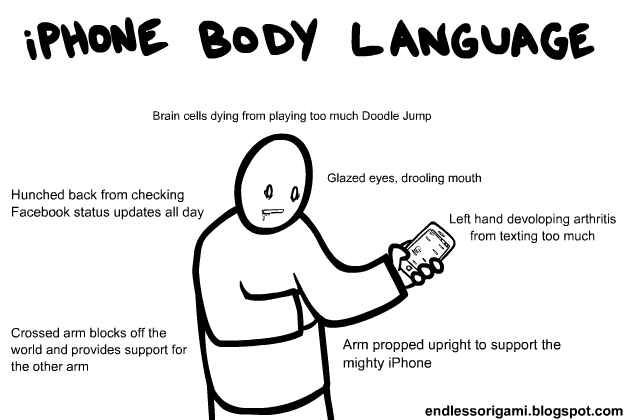 iPHONE BODY LANGUAGE
Brain cells dying from playing too much Doodle Jump
Glazed eyes, drooling mouth
Hunched back from checking
Facebook status updates all day
Left hand devoloping arthritis
from texting too much
Crossed arm blocks off the
world and provides support for
the other arm
Arm propped upright to support the
mighty iPhone
endlessorigami.blogspot.com